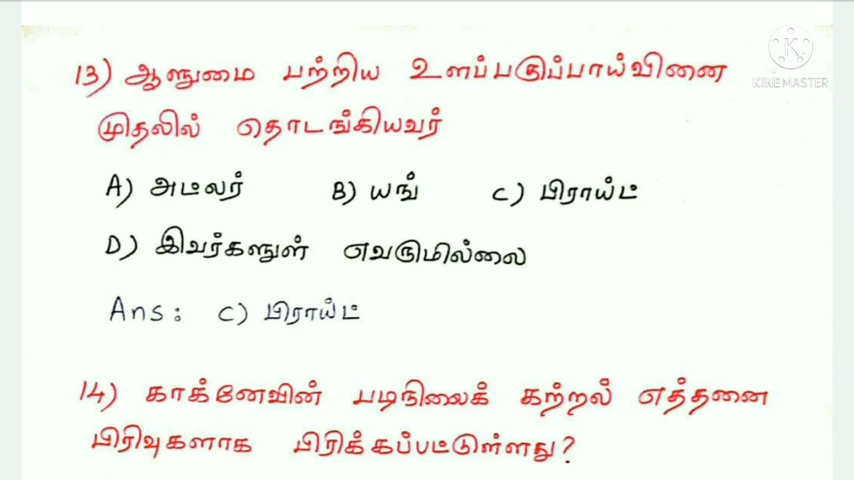 KINEMASTER
13) ஆளுமை பற்றிய உளப்பகுப்பாய்வினை
முதலில் தொடங்கியவர்
A) அட்லர் B) யங் C) பிராய்ட்
D) இவர்களுள் எவருமில்லை
Ans: C) பிராய்ட்
14) காக்னேவின் படிநிலைக் கற்றல் எத்தனை
பிரிவுகளாக பிரிக்கப்பட்டுள்ளது?